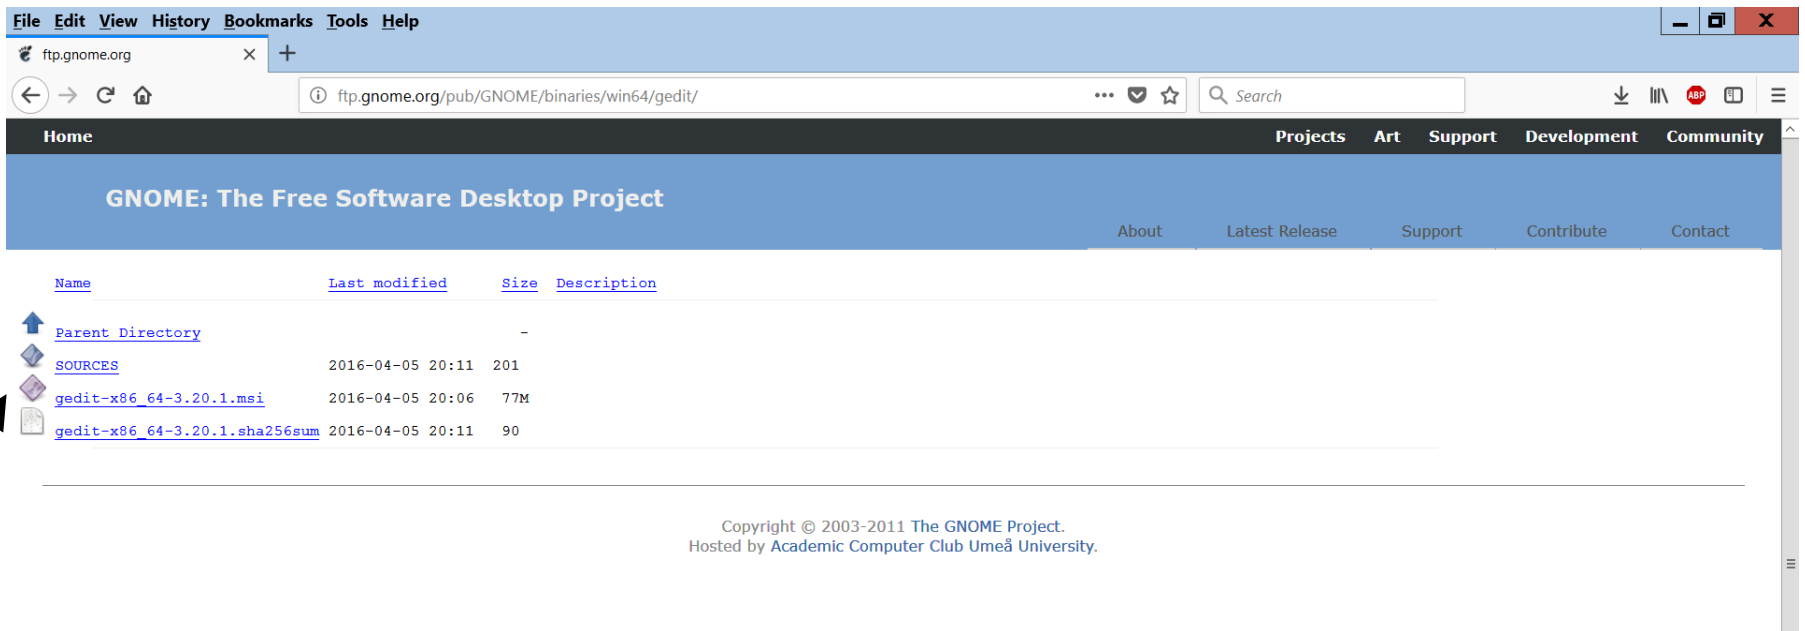 File Edit View History Bookmarks Tools Help
ftp.gnome.org
ftp.gnome.org/pub/GNOME/binaries/win64/gedit/ Search ABP
Home Projects Art Support Development Community
GNOME: The Free Software Desktop Project
About Latest Release Support Contribute Contact
Name Last modified Size Description
Parent Directory -
SOURCES 2016-04-05 20:11 201
gedit-x86_64-3.20.1.msi 2016-04-05 20:06 77M
gedit-x86_64-3.20.1.sha256sum 2016-04-05 20:11 90
Copyright © 2003-2011 The GNOME Project.
Hosted by Academic Computer Club Umeå University.